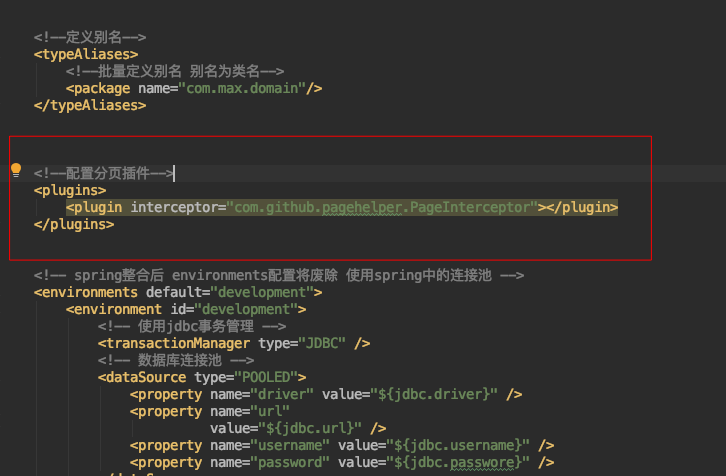 <!--定义别名-->
<typeAliases>
<!--批量定义别名 别名为类名-->
<package name="com.max.domain"/>
</typeAliases>
<!--配置分页插件-->
<plugins>
<plugin interceptor="com.github.pagehelper.PageInterceptor"></plugin>
</plugins>
<!-- spring整合后 environments配置将废除 使用spring中的连接池 -->
<environments default="development">
<environment id="development">
<!-- 使用jdbc事务管理 -->
<transactionManager type="JDBC" />
<!-- 数据库连接池 -->
<dataSource type="POOLED">
<property name="driver" value="${jdbc.driver}" />
<property name="url"
value="${jdbc.url}" />
<property name="username" value="${jdbc.username}" />
<property name="password" value="${jdbc.passwore}" />